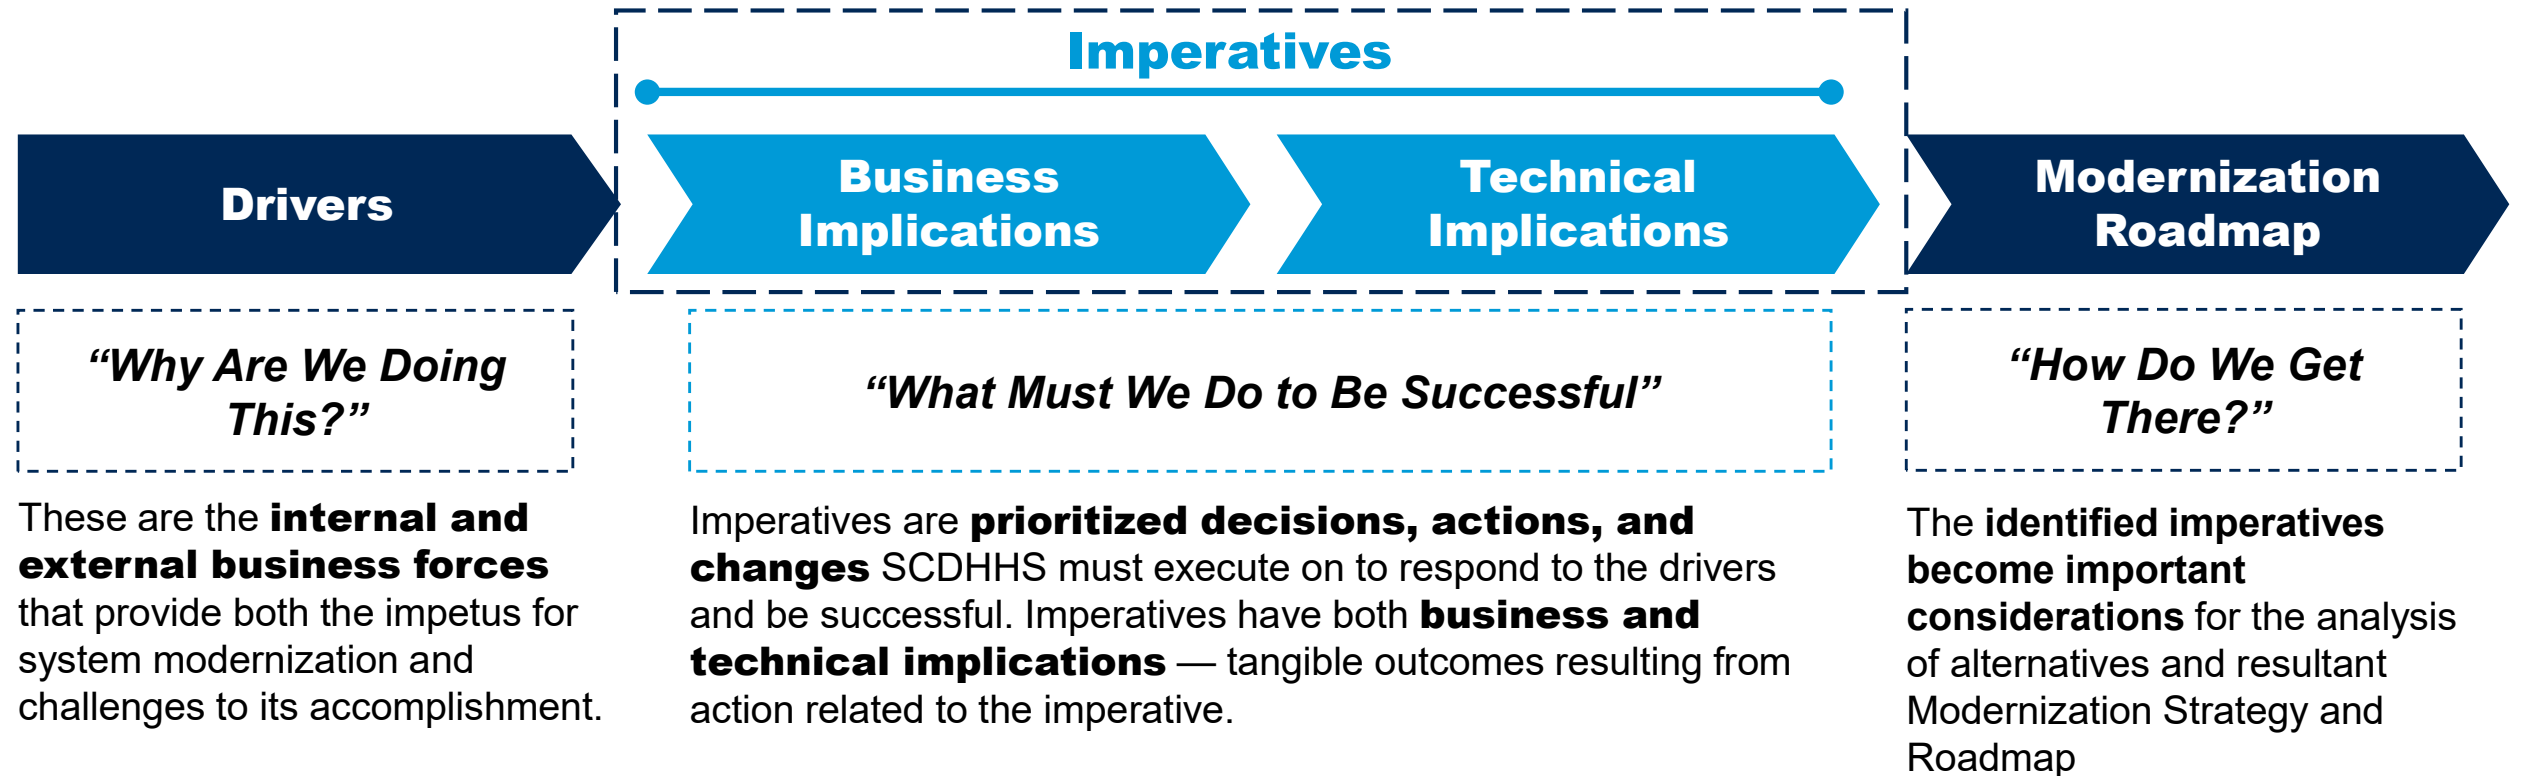 Imperatives
Drivers
Business
Implications
Technical
Implications
Modernization
Roadmap
“Why Are We Doing
This?”
“What Must We Do to Be Successful”
“How Do We Get
There?”
These are the internal and
external business forces
that provide both the impetus for
system modernization and
challenges to its accomplishment.
Imperatives are prioritized decisions, actions, and
changes SCDHHS must execute on to respond to the drivers
and be successful. Imperatives have both business and
technical implications — tangible outcomes resulting from
action related to the imperative.
The identified imperatives
become important
considerations for the analysis
of alternatives and resultant
Modernization Strategy and
Roadmap